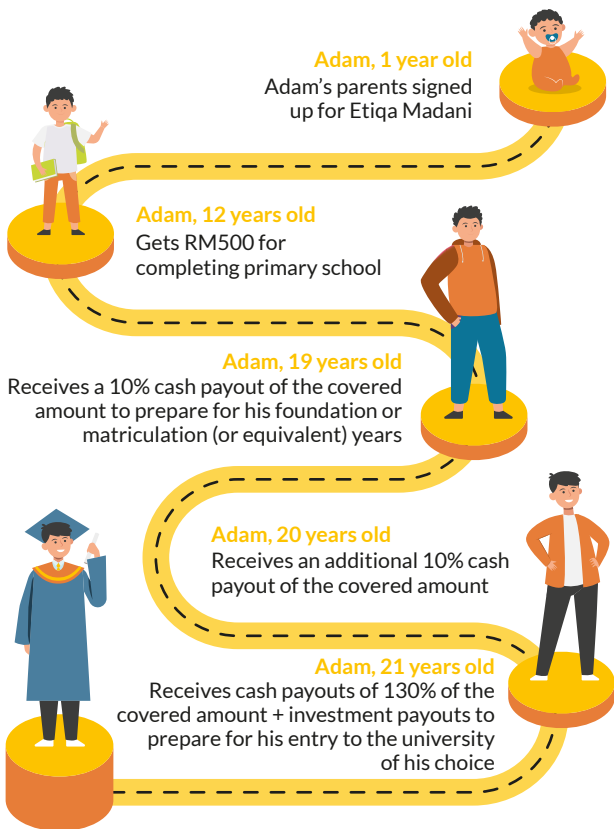 Adam, 1 year old
Adam's parents signed
up for Etiqa Madani
Adam, 12 years old
Gets RM500 for
completing primary school
Adam, 19 years old
Receives a 10% cash payout of the covered
amount to prepare for his foundation or
matriculation (or equivalent) years
Adam, 20 years old
Receives an additional 10% cash
payout of the covered amount
Adam, 21 years old
Receives cash payouts of 130% of the
covered amount + investment payouts to
prepare for his entry to the university
of his choice